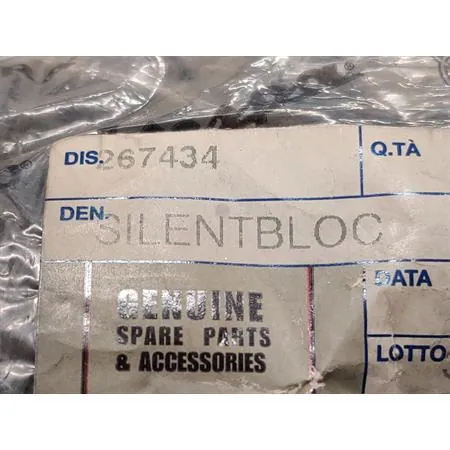 DIS. 267434 Q.TÀ
DEN. SILENTBLOC
DATA
GENUINE
SPARE PARTS
& ACCESSORIES
LOTTO